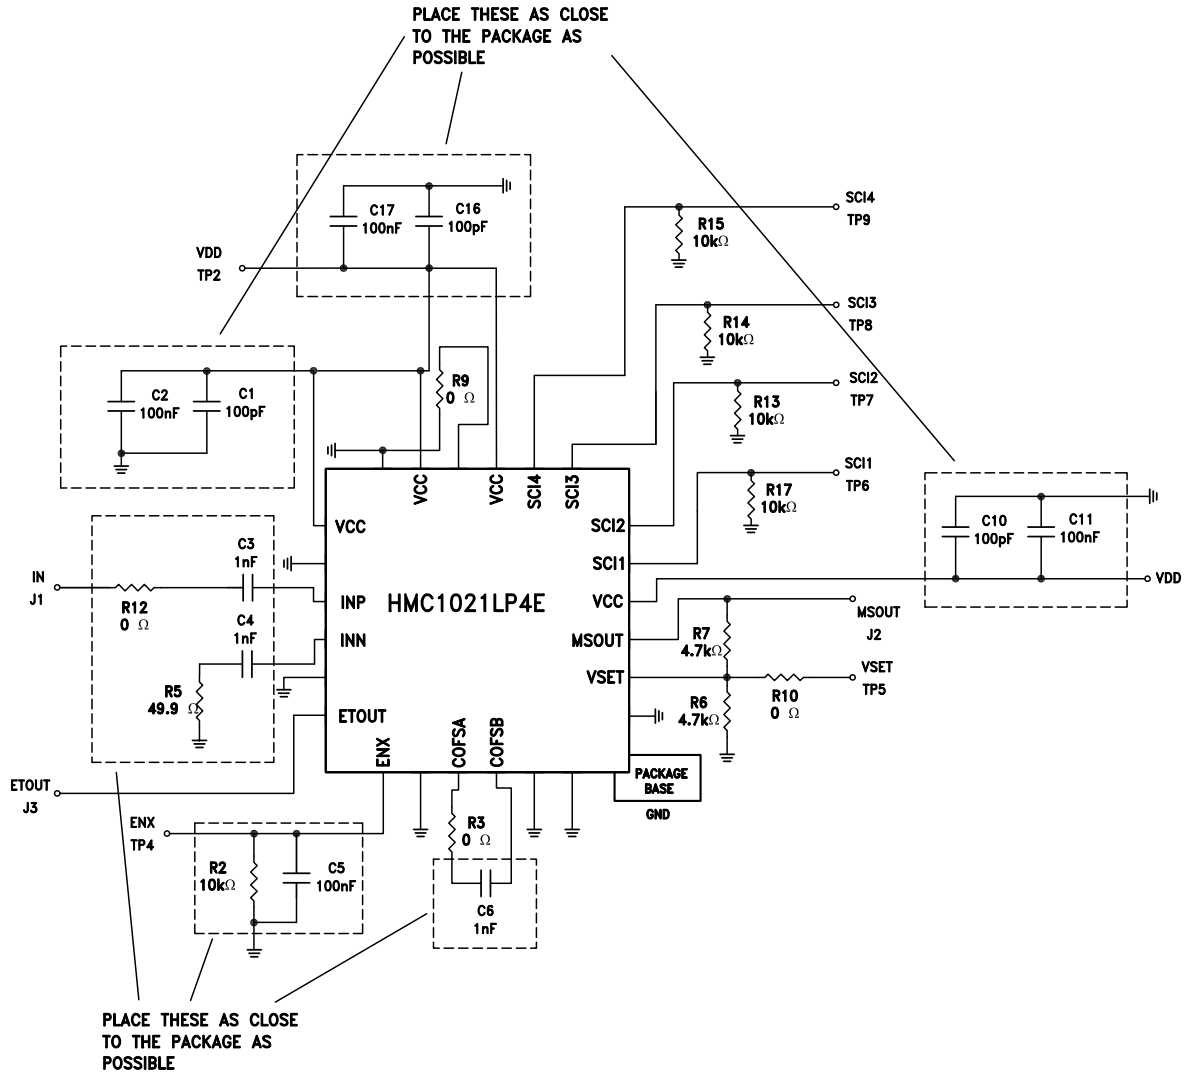 PLACE THESE AS CLOSE
TO THE PACKAGE AS
POSSIBLE
C17
100nF
C16
100pF
VDD
TP2
SCI4
TP9
R15
10kΩ
SCI3
TP8
R14
10kΩ
SCI2
TP7
R13
10kΩ
SCI1
TP6
R17
10kΩ
C2
100nF
C1
100pF
R9
0 Ω
VCC
VCC
SCI4
SCI3
C10
100pF
C11
100nF
VDD
VCC
SCI2
SCI1
VCC
MSOUT
VSET
INP
INN
ETOUT
HMC1021LP4E
ENX
COFSA
COFSB
IN
J1
R12
0 Ω
C3
1nF
C4
1nF
R5
49.9 Ω
MSOUT
J2
R7
4.7kΩ
VSET
TP5
R10
0 Ω
R6
4.7kΩ
PACKAGE
BASE
GND
ETOUT
J3
ENX
TP4
R2
10kΩ
C5
100nF
R3
0 Ω
C6
1nF
PLACE THESE AS CLOSE
TO THE PACKAGE AS
POSSIBLE